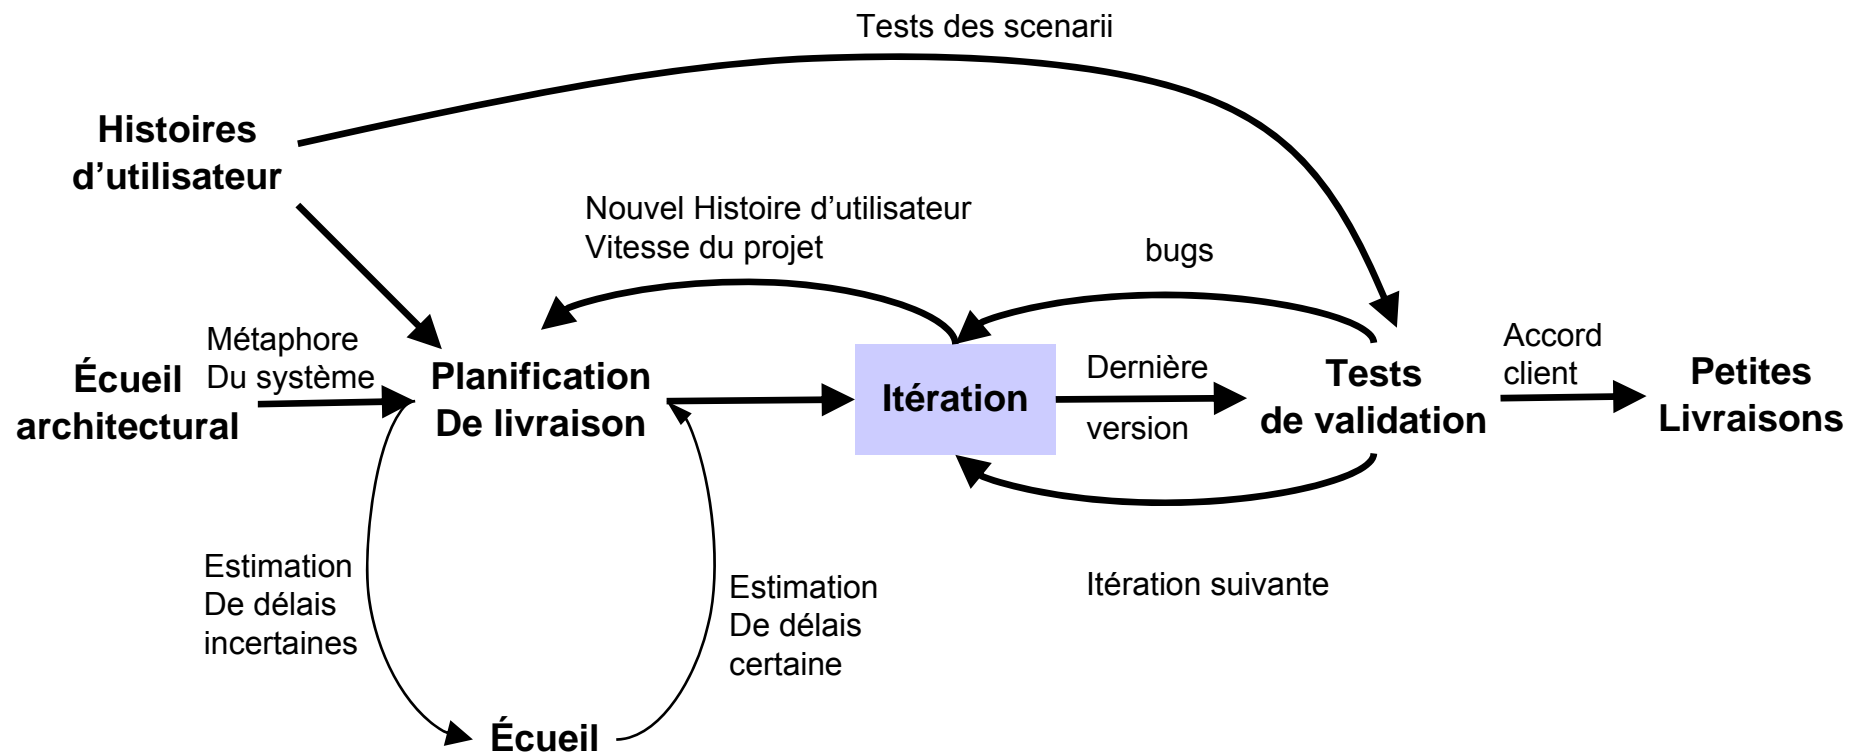 Tests des scenarii
Histoires
d’utilisateur
Nouvel Histoire d’utilisateur
Vitesse du projet
bugs
Métaphore
Du système
Écueil
architectural
Planification
De livraison
Itération
Dernière
version
Tests
de validation
Accord
client
Petites
Livraisons
Estimation
De délais
incertaines
Estimation
De délais
certaine
Itération suivante
Écueil